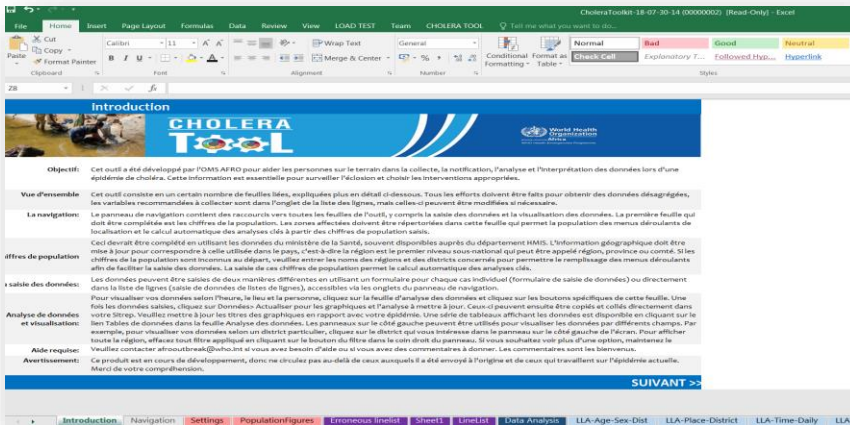 CholeraToolkit-18-07-30-14 (00000002) [Read-Only] - Excel
File Home Insert Page Layout Formulas Data Review View LOAD TEST Team CHOLERA TOOL Tell me what you want to do...
Cut
Copy
Paste
Format Painter
Calibri 11
Wrap Text
Merge & Center
General
Conditional Formatting
Format as Table
Normal Bad Good Neutral
Check Cell Explanatory T... Followed Hyp... Hyperlink
Clipboard Font Alignment Number Styles
Z8 fx
Introduction
CHOLERA
TOOL
World Health Organization
Africa
Objectif: Cet outil a été développé par l'OMS AFRO pour aider les personnes sur le terrain dans la collecte, la notification, l'analyse et l'interprétation des données lors d'une
épidémie de choléra. Cette information est essentielle pour surveiller l'éclosion et choisir les interventions appropriées.
Vue d'ensemble Cet outil consiste en un certain nombre de feuilles liées, expliquées plus en détail ci-dessous. Tous les efforts doivent être faits pour obtenir des données désagrégées,
les variables recommandées à collecter sont dans l'onglet de la liste des lignes, mais celles-ci peuvent être modifiées si nécessaire.
La navigation: Le panneau de navigation contient des raccourcis vers toutes les feuilles de l'outil, y compris la saisie des données et la visualisation des données. La première feuille qui
doit être complétée est les chiffres de la population. Les zones affectées doivent être répertoriées dans cette feuille qui permet la population des menus déroulants de
localisation et le calcul automatique des analyses clés à partir des chiffres de population saisis.
iffres de population Ceci devrait être complété en utilisant les données du ministère de la Santé, souvent disponibles auprès du département HMIS. L'information géographique doit être
mise à jour pour correspondre à celle utilisée dans le pays, c'est-à-dire la région est le premier niveau sous-national qui peut être appelé région, province ou comté. Si les
chiffres de la population sont inconnus au départ, veuillez entrer les noms des régions et des districts concernés pour permettre le remplissage des menus déroulants
afin de faciliter la saisie des données. La saisie de ces chiffres de population permet le calcul automatique des analyses clés.
saisie des données: Les données peuvent être saisies de deux manières différentes en utilisant un formulaire pour chaque cas individuel (formulaire de saisie de données) ou directement
dans la liste de lignes (saisie de données de listes de lignes), accessibles via les onglets du panneau de navigation.
Analyse de données et visualisation: Pour visualiser vos données selon l'heure, le lieu et la personne, cliquez sur la feuille d'analyse des données et cliquez sur les boutons spécifiques de cette feuille. Une
fois les données saisies, cliquez sur Données> Actualiser pour les graphiques et l'analyse à mettre à jour. Ceux-ci peuvent ensuite être copiés et collés directement dans
votre Sitrep. Veuillez mettre à jour les titres des graphiques en rapport avec votre épidémie. Une série de tableaux affichant les données est disponible en cliquant sur le
lien Tables de données dans la feuille Analyse des données. Les panneaux sur le côté gauche peuvent être utilisés pour visualiser les données par différents champs. Par
exemple, pour visualiser vos données selon un district particulier, cliquez sur le district qui vous intéresse dans le panneau sur le côté gauche de l'écran. Pour afficher
toute la région, effacez tout filtre appliqué en cliquant sur le bouton du filtre dans le coin droit du panneau. Si vous souhaitez voir plus d'une option, maintenez le
Aide requise: Veuillez contacter afrooutbreak@who.int si vous avez besoin d'aide ou si vous avez des commentaires à donner. Les commentaires sont les bienvenus.
Avertissement: Ce produit est en cours de développement, donc ne circulez pas au-delà de ceux auxquels il a été envoyé à l'origine et de ceux qui travaillent sur l'épidémie actuelle.
Merci de votre compréhension.
SUIVANT >>
Introduction Navigation Settings PopulationFigures Erroneous linelist Sheet1 LineList Data Analysis LLA-Age-Sex-Dist LLA-Place-District LLA-Time-Daily LLA